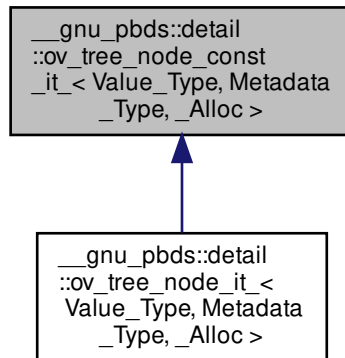 __gnu_pbds::detail
::ov_tree_node_const
_it_< Value_Type, Metadata
_Type, _Alloc >
__gnu_pbds::detail
::ov_tree_node_it_<
Value_Type, Metadata
_Type, _Alloc >